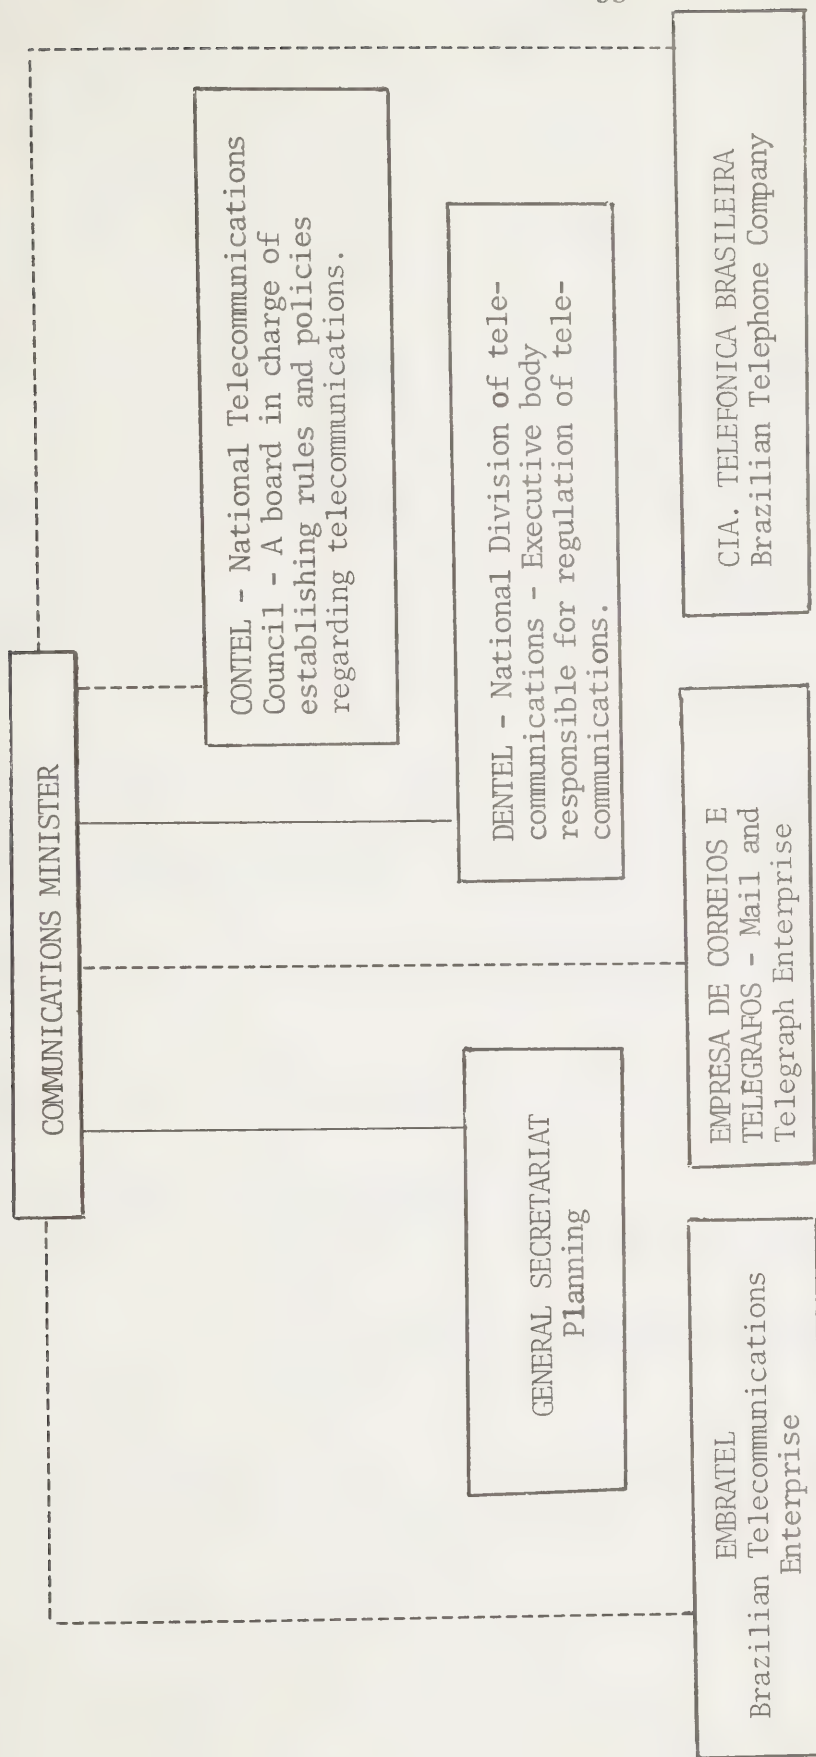 COMMUNICATIONS MINISTER
CONTEL - National Telecommunications
Council - A board in charge of
establishing rules and policies
regarding telecommunications.
DENTEL - National Division of tele-
communications - Executive body
responsible for regulation of tele-
communications.
GENERAL SECRETARIAT
Planning
EMBRATEL
Brazilian Telecommunications
Enterprise
EMPRESA DE CORREIOS E
TELEGRAFOS - Mail and
Telegraph Enterprise
CIA. TELEFONICA BRASILEIRA
Brazilian Telephone Company